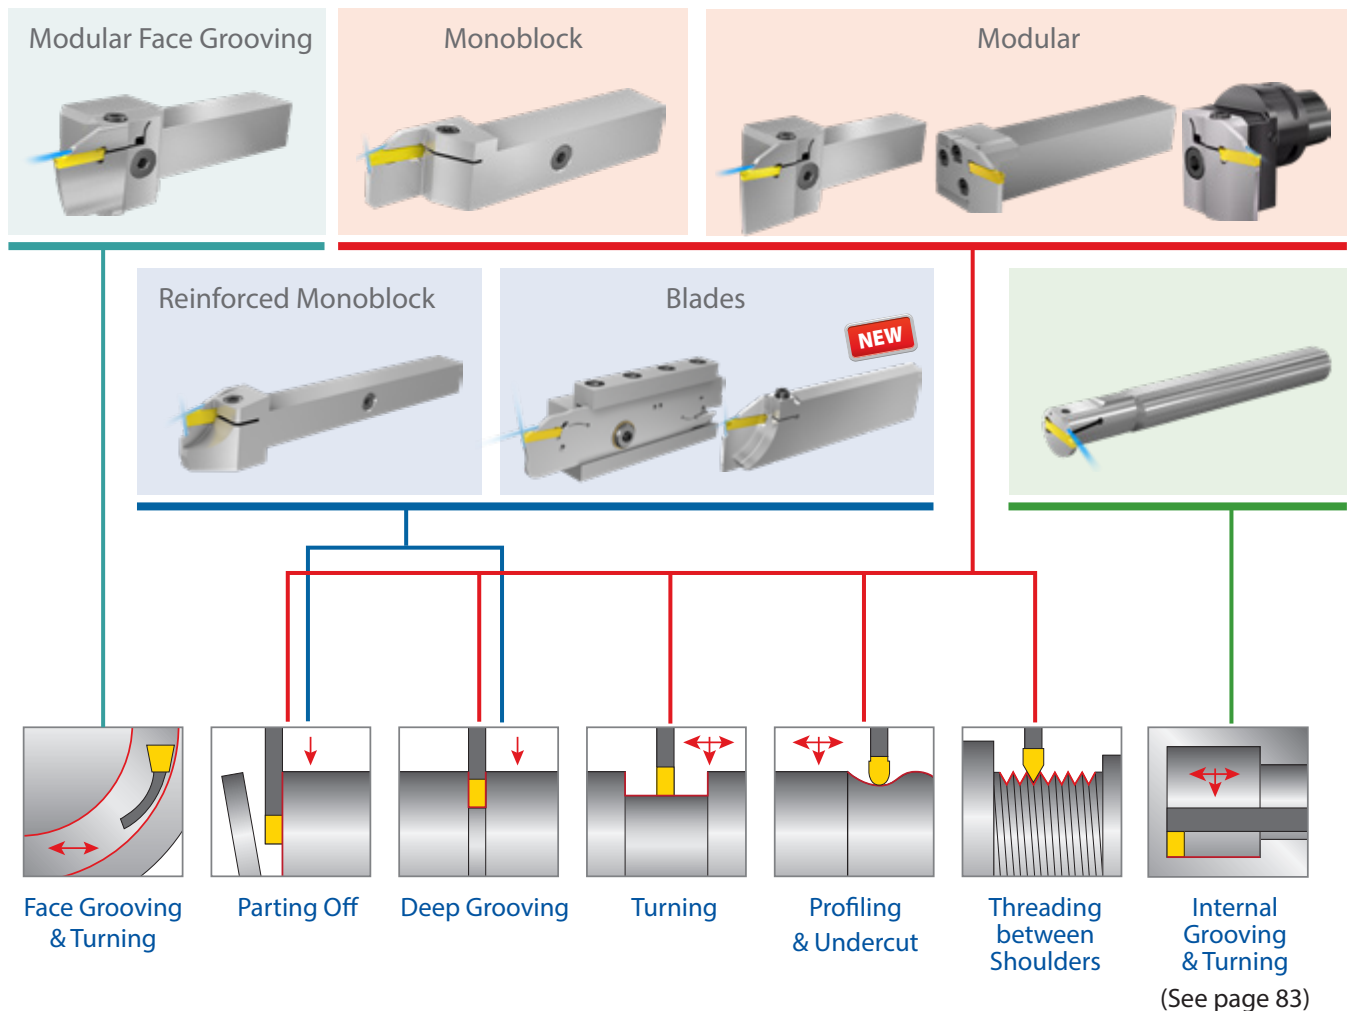 Modular Face Grooving
Monoblock
Modular
Reinforced Monoblock
Blades
NEW
Face Grooving
& Turning
Parting Off
Deep Grooving
Turning
Profiling
& Undercut
Threading
between
Shoulders
Internal
Grooving
& Turning
(See page 83)